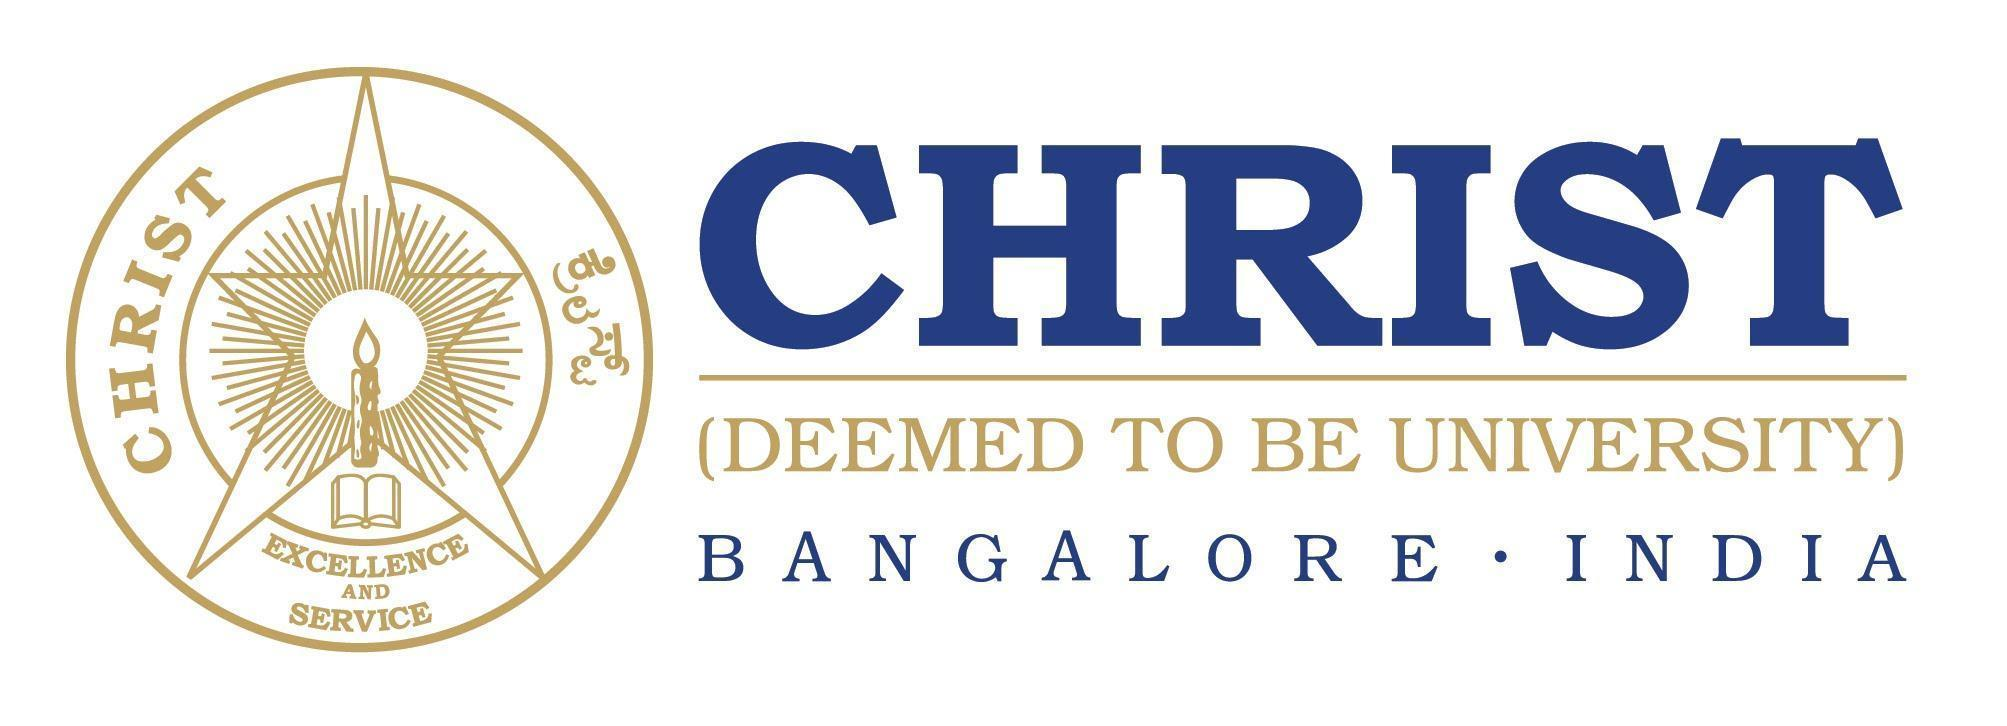 CHRIST
ಕ್ರೈಸ್ಟ್
EXCELLENCE
AND
SERVICE
CHRIST
(DEEMED TO BE UNIVERSITY)
BANGALORE · INDIA